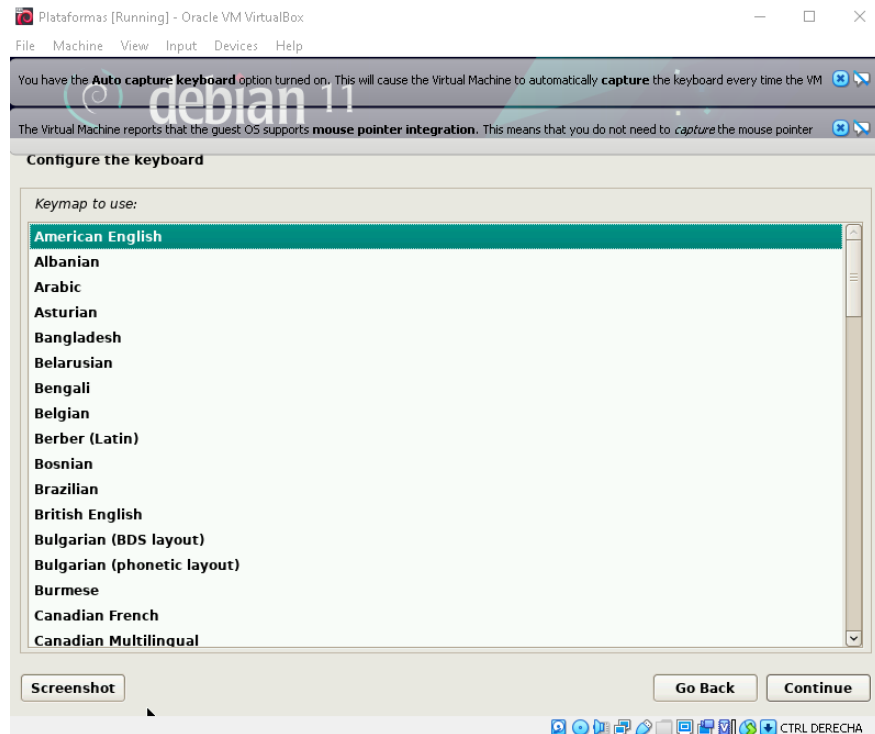 Plataformas [Running] - Oracle VM VirtualBox
File Machine View Input Devices Help
You have the Auto capture keyboard option turned on. This will cause the Virtual Machine to automatically capture the keyboard every time the VM
debian 11
The Virtual Machine reports that the guest OS supports mouse pointer integration. This means that you do not need to capture the mouse pointer
Configure the keyboard
Keymap to use:
American English
Albanian
Arabic
Asturian
Bangladesh
Belarusian
Bengali
Belgian
Berber (Latin)
Bosnian
Brazilian
British English
Bulgarian (BDS layout)
Bulgarian (phonetic layout)
Burmese
Canadian French
Canadian Multilingual
Screenshot Go Back Continue
CTRL DERECHA